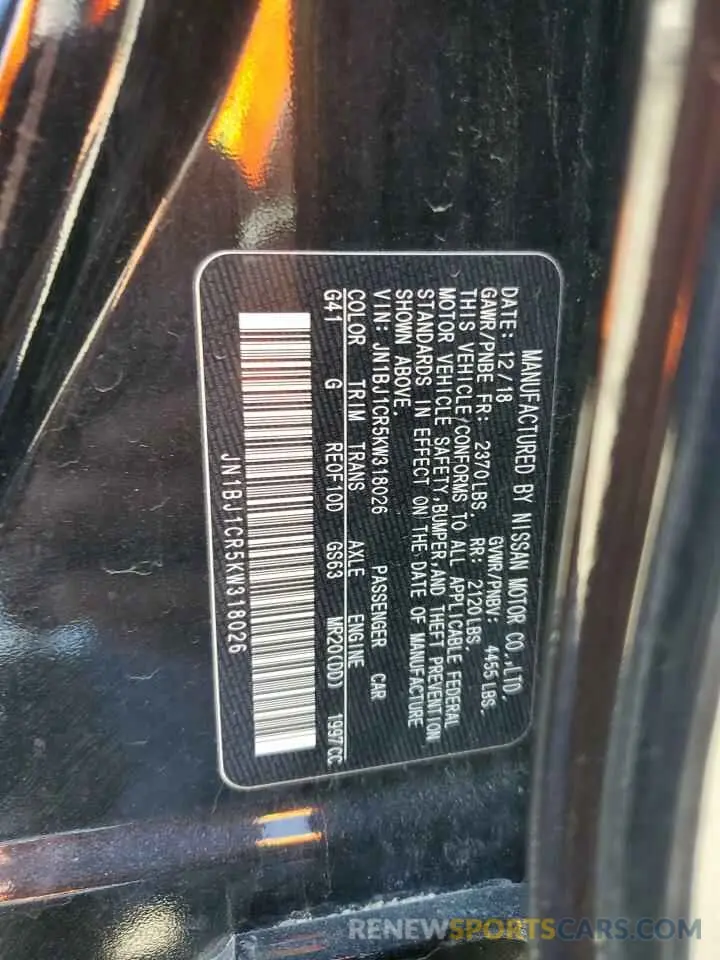 MANUFACTURED BY NISSAN MOTOR CO.,LTD.
DATE: 12/18 GVWR/PNBV: 4455 LBS.
GAWR/PNBE FR: 2370 LBS. RR: 2120 LBS.
THIS VEHICLE CONFORMS TO ALL APPLICABLE FEDERAL
MOTOR VEHICLE SAFETY,BUMPER,AND THEFT PREVENTION
STANDARDS IN EFFECT ON THE DATE OF MANUFACTURE
SHOWN ABOVE.
VIN: JN1BJ1CR5KW318026 PASSENGER CAR
COLOR TRIM TRANS AXLE ENGINE
G41 G RE0F10D GS63 MR20(DD) 1997CC
JN1BJ1CR5KW318026
RENEWSPORTSCARS.COM